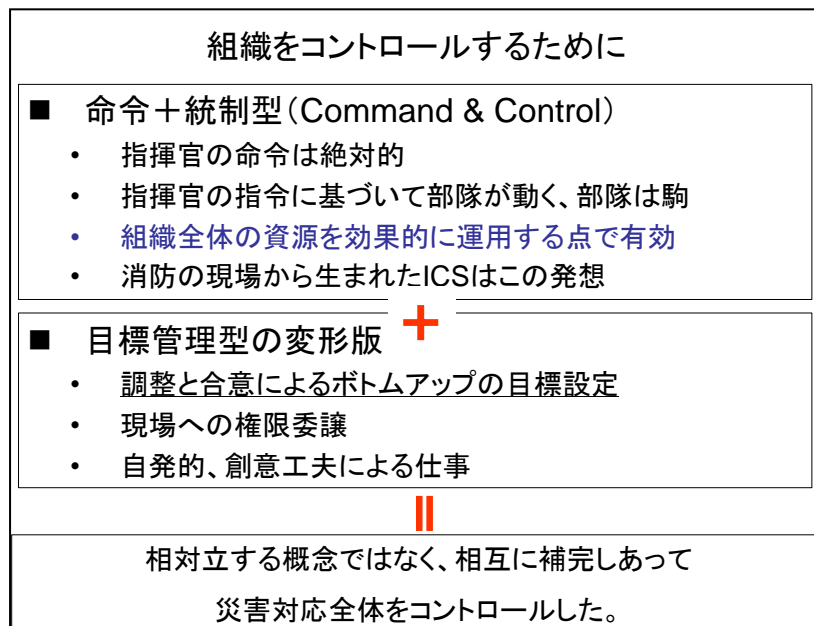 組織をコントロールするために
■ 命令＋統制型(Command & Control)
• 指揮官の命令は絶対的
• 指揮官の指令に基づいて部隊が動く、部隊は駒
• 組織全体の資源を効果的に運用する点で有効
• 消防の現場から生まれたICSはこの発想
＋
■ 目標管理型の変形版
• 調整と合意によるボトムアップの目標設定
• 現場への権限委譲
• 自発的、創意工夫による仕事
＝
相対立する概念ではなく、相互に補完しあって
災害対応全体をコントロールした。